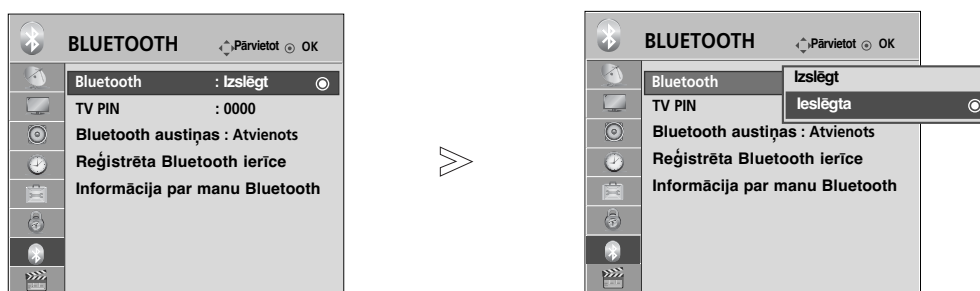 BLUETOOTH Pārvietot OK
Bluetooth : Izslēgt
TV PIN : 0000
Bluetooth austiņas : Atvienots
Reģistrēta Bluetooth ierīce
Informācija par manu Bluetooth
BLUETOOTH Pārvietot OK
Bluetooth
Izslēgt
Ieslēgta
TV PIN
Bluetooth austiņas : Atvienots
Reģistrēta Bluetooth ierīce
Informācija par manu Bluetooth